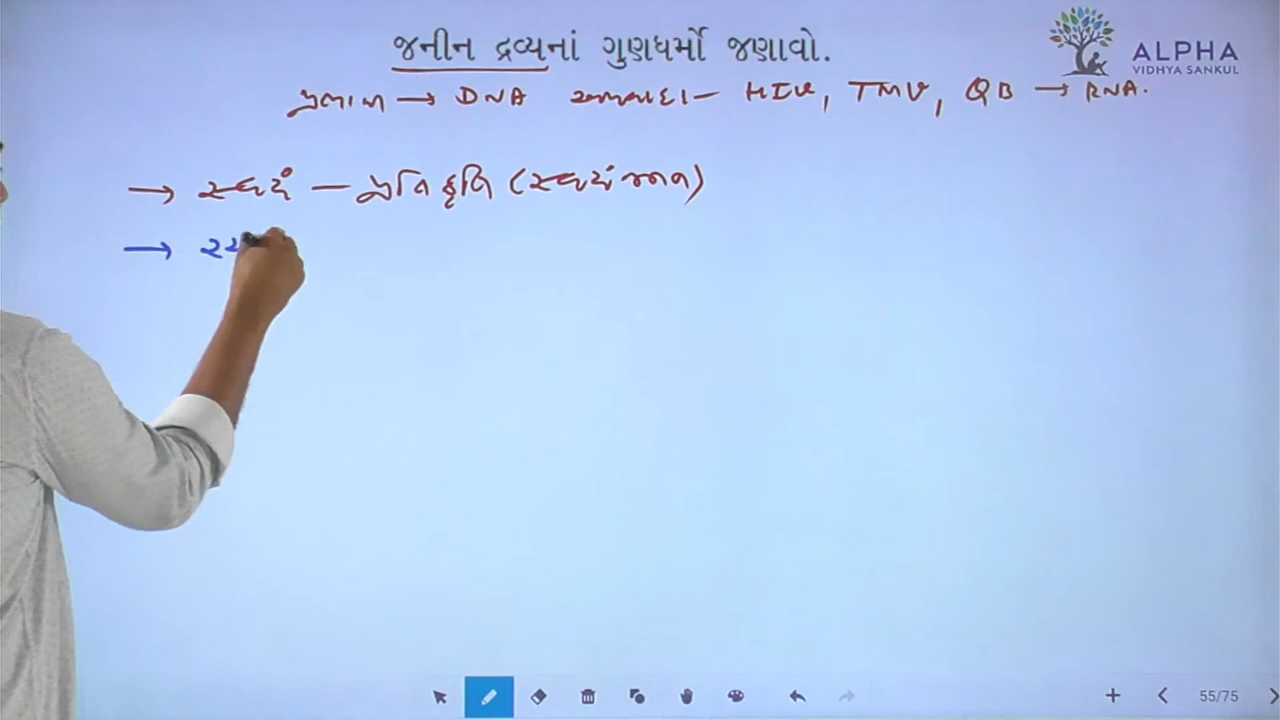 જનીન દ્રવ્યનાં ગુણધર્મો જણાવો.
ALPHA
VIDHYA SANKUL
→ DNA HIV, TMV, QB → RNA.
→ સ્વયં – પ્રતિકૃતિ (સ્વયંજનન)
→
55/75